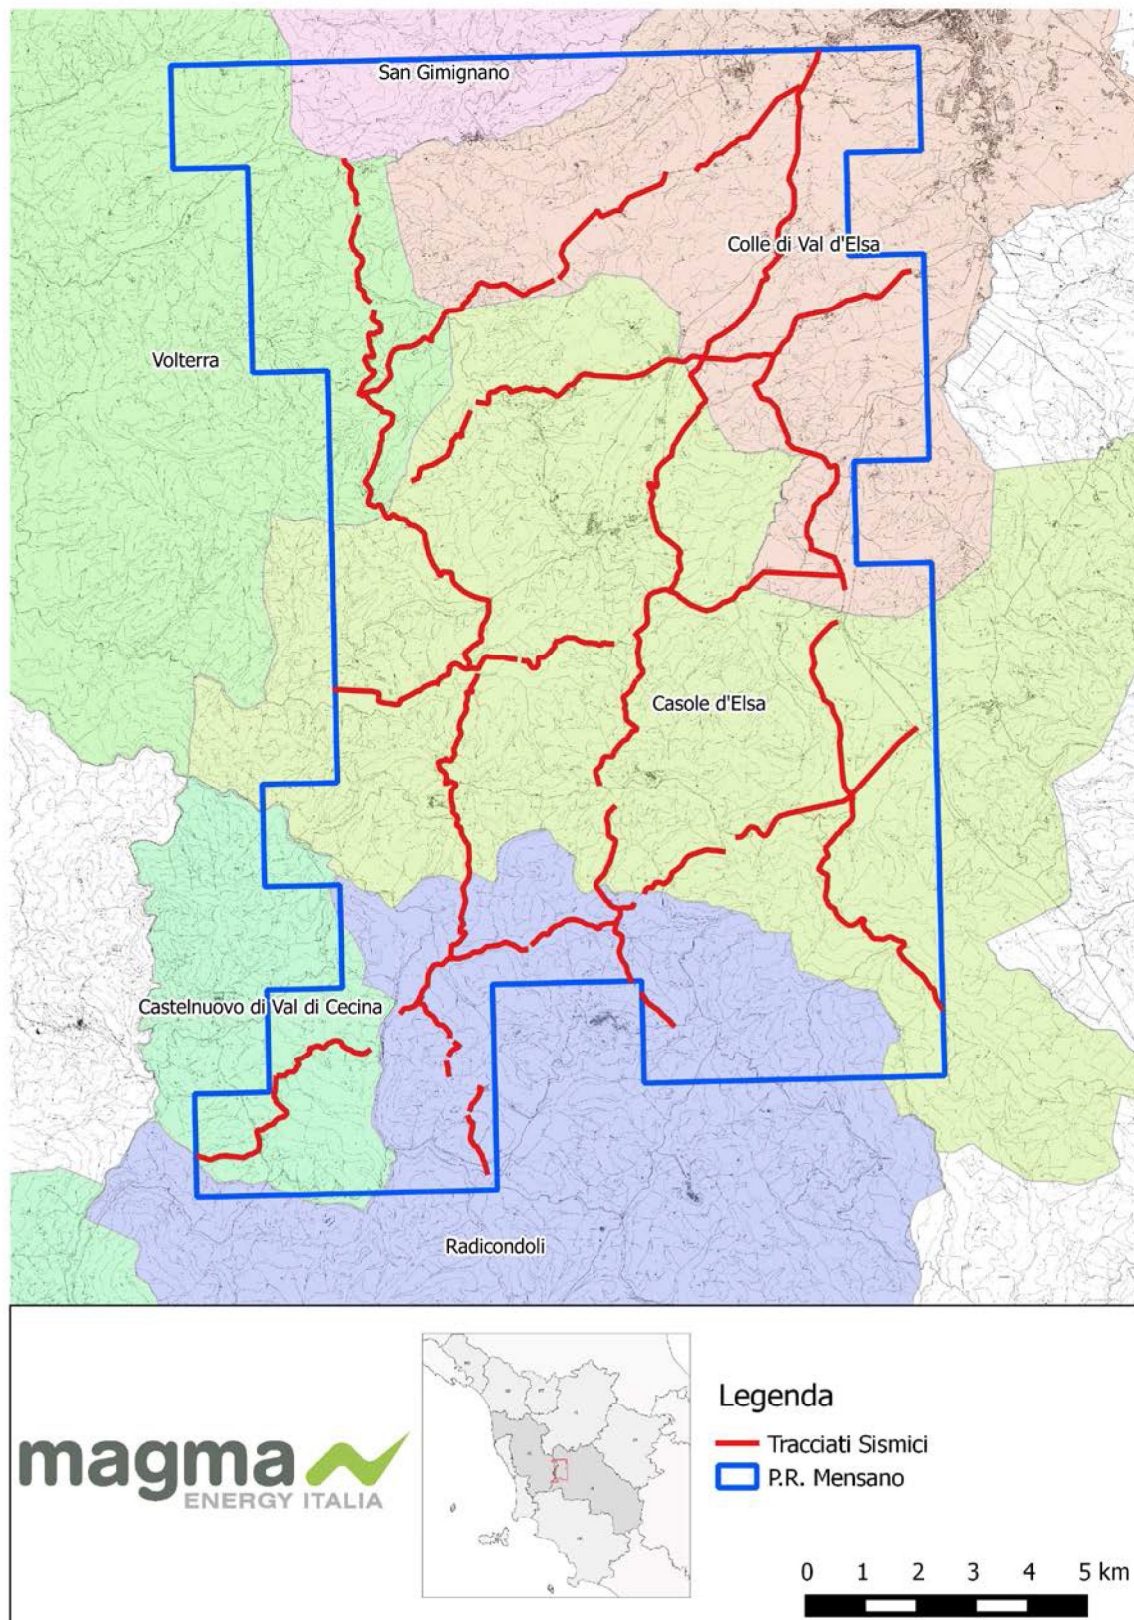 San Gimignano
Colle di Val d'Elsa
Volterra
Casole d'Elsa
Castelnuovo di Val di Cecina
Radicondoli
magma
ENERGY ITALIA
Legenda
Tracciati Sismici
P.R. Mensano
0 1 2 3 4 5 km